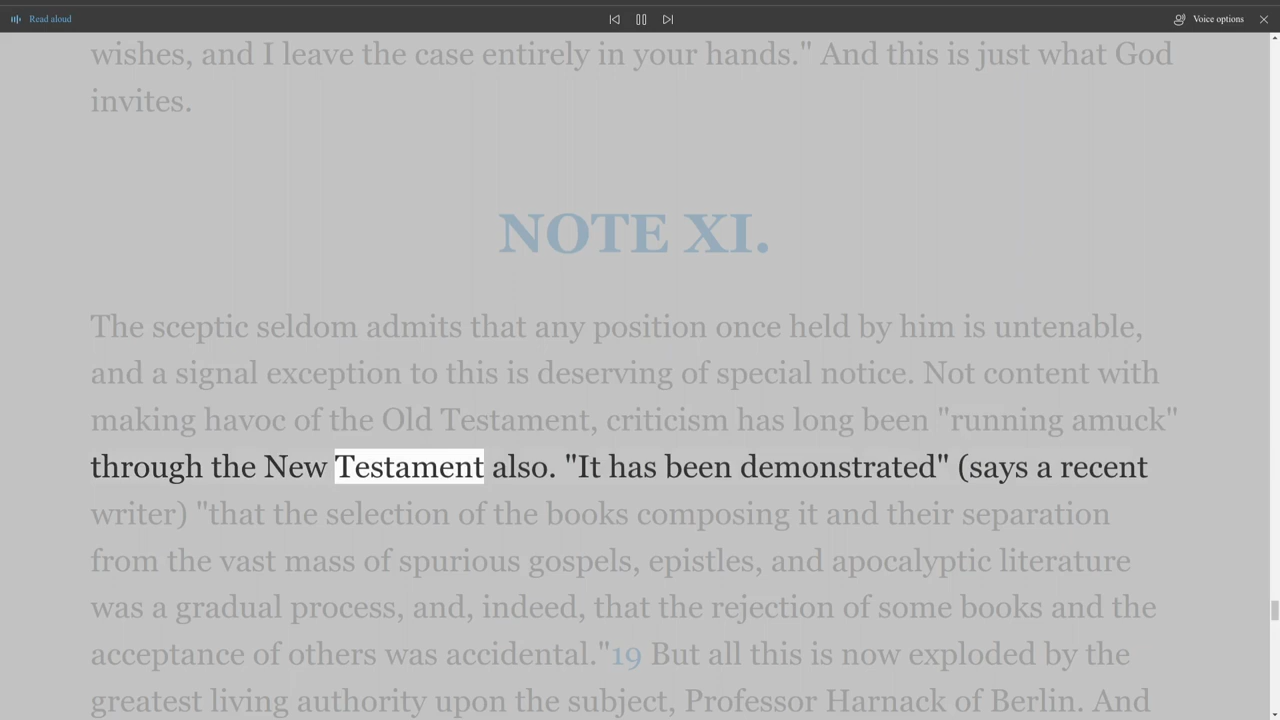 Read aloud
Voice options
wishes, and I leave the case entirely in your hands." And this is just what God
invites.
NOTE XI.
The sceptic seldom admits that any position once held by him is untenable,
and a signal exception to this is deserving of special notice. Not content with
making havoc of the Old Testament, criticism has long been "running amuck"
through the New Testament also. "It has been demonstrated" (says a recent
writer) "that the selection of the books composing it and their separation
from the vast mass of spurious gospels, epistles, and apocalyptic literature
was a gradual process, and, indeed, that the rejection of some books and the
acceptance of others was accidental."19 But all this is now exploded by the
greatest living authority upon the subject, Professor Harnack of Berlin. And